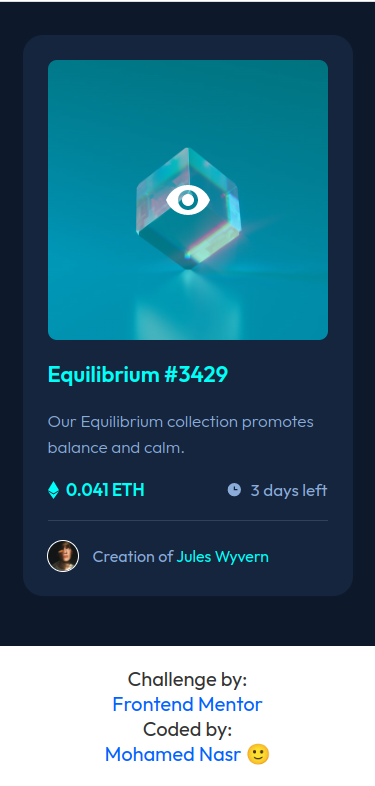 Equilibrium #3429
Our Equilibrium collection promotes
balance and calm.
0.041 ETH
3 days left
Creation of Jules Wyvern
Challenge by:
Frontend Mentor
Coded by:
Mohamed Nasr 🙂